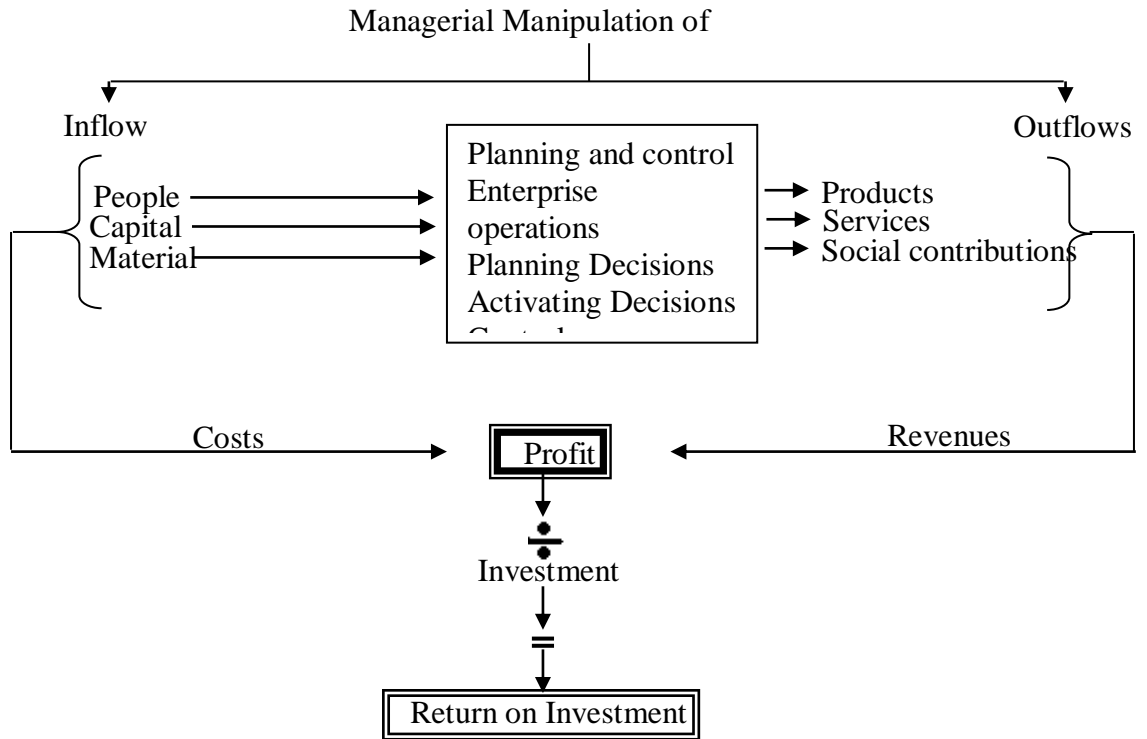 Managerial Manipulation of
Inflow
Outflows
People
Capital
Material
Planning and control
Enterprise
operations
Planning Decisions
Activating Decisions
Products
Services
Social contributions
Costs
Profit
Revenues
÷
Investment
=
Return on Investment